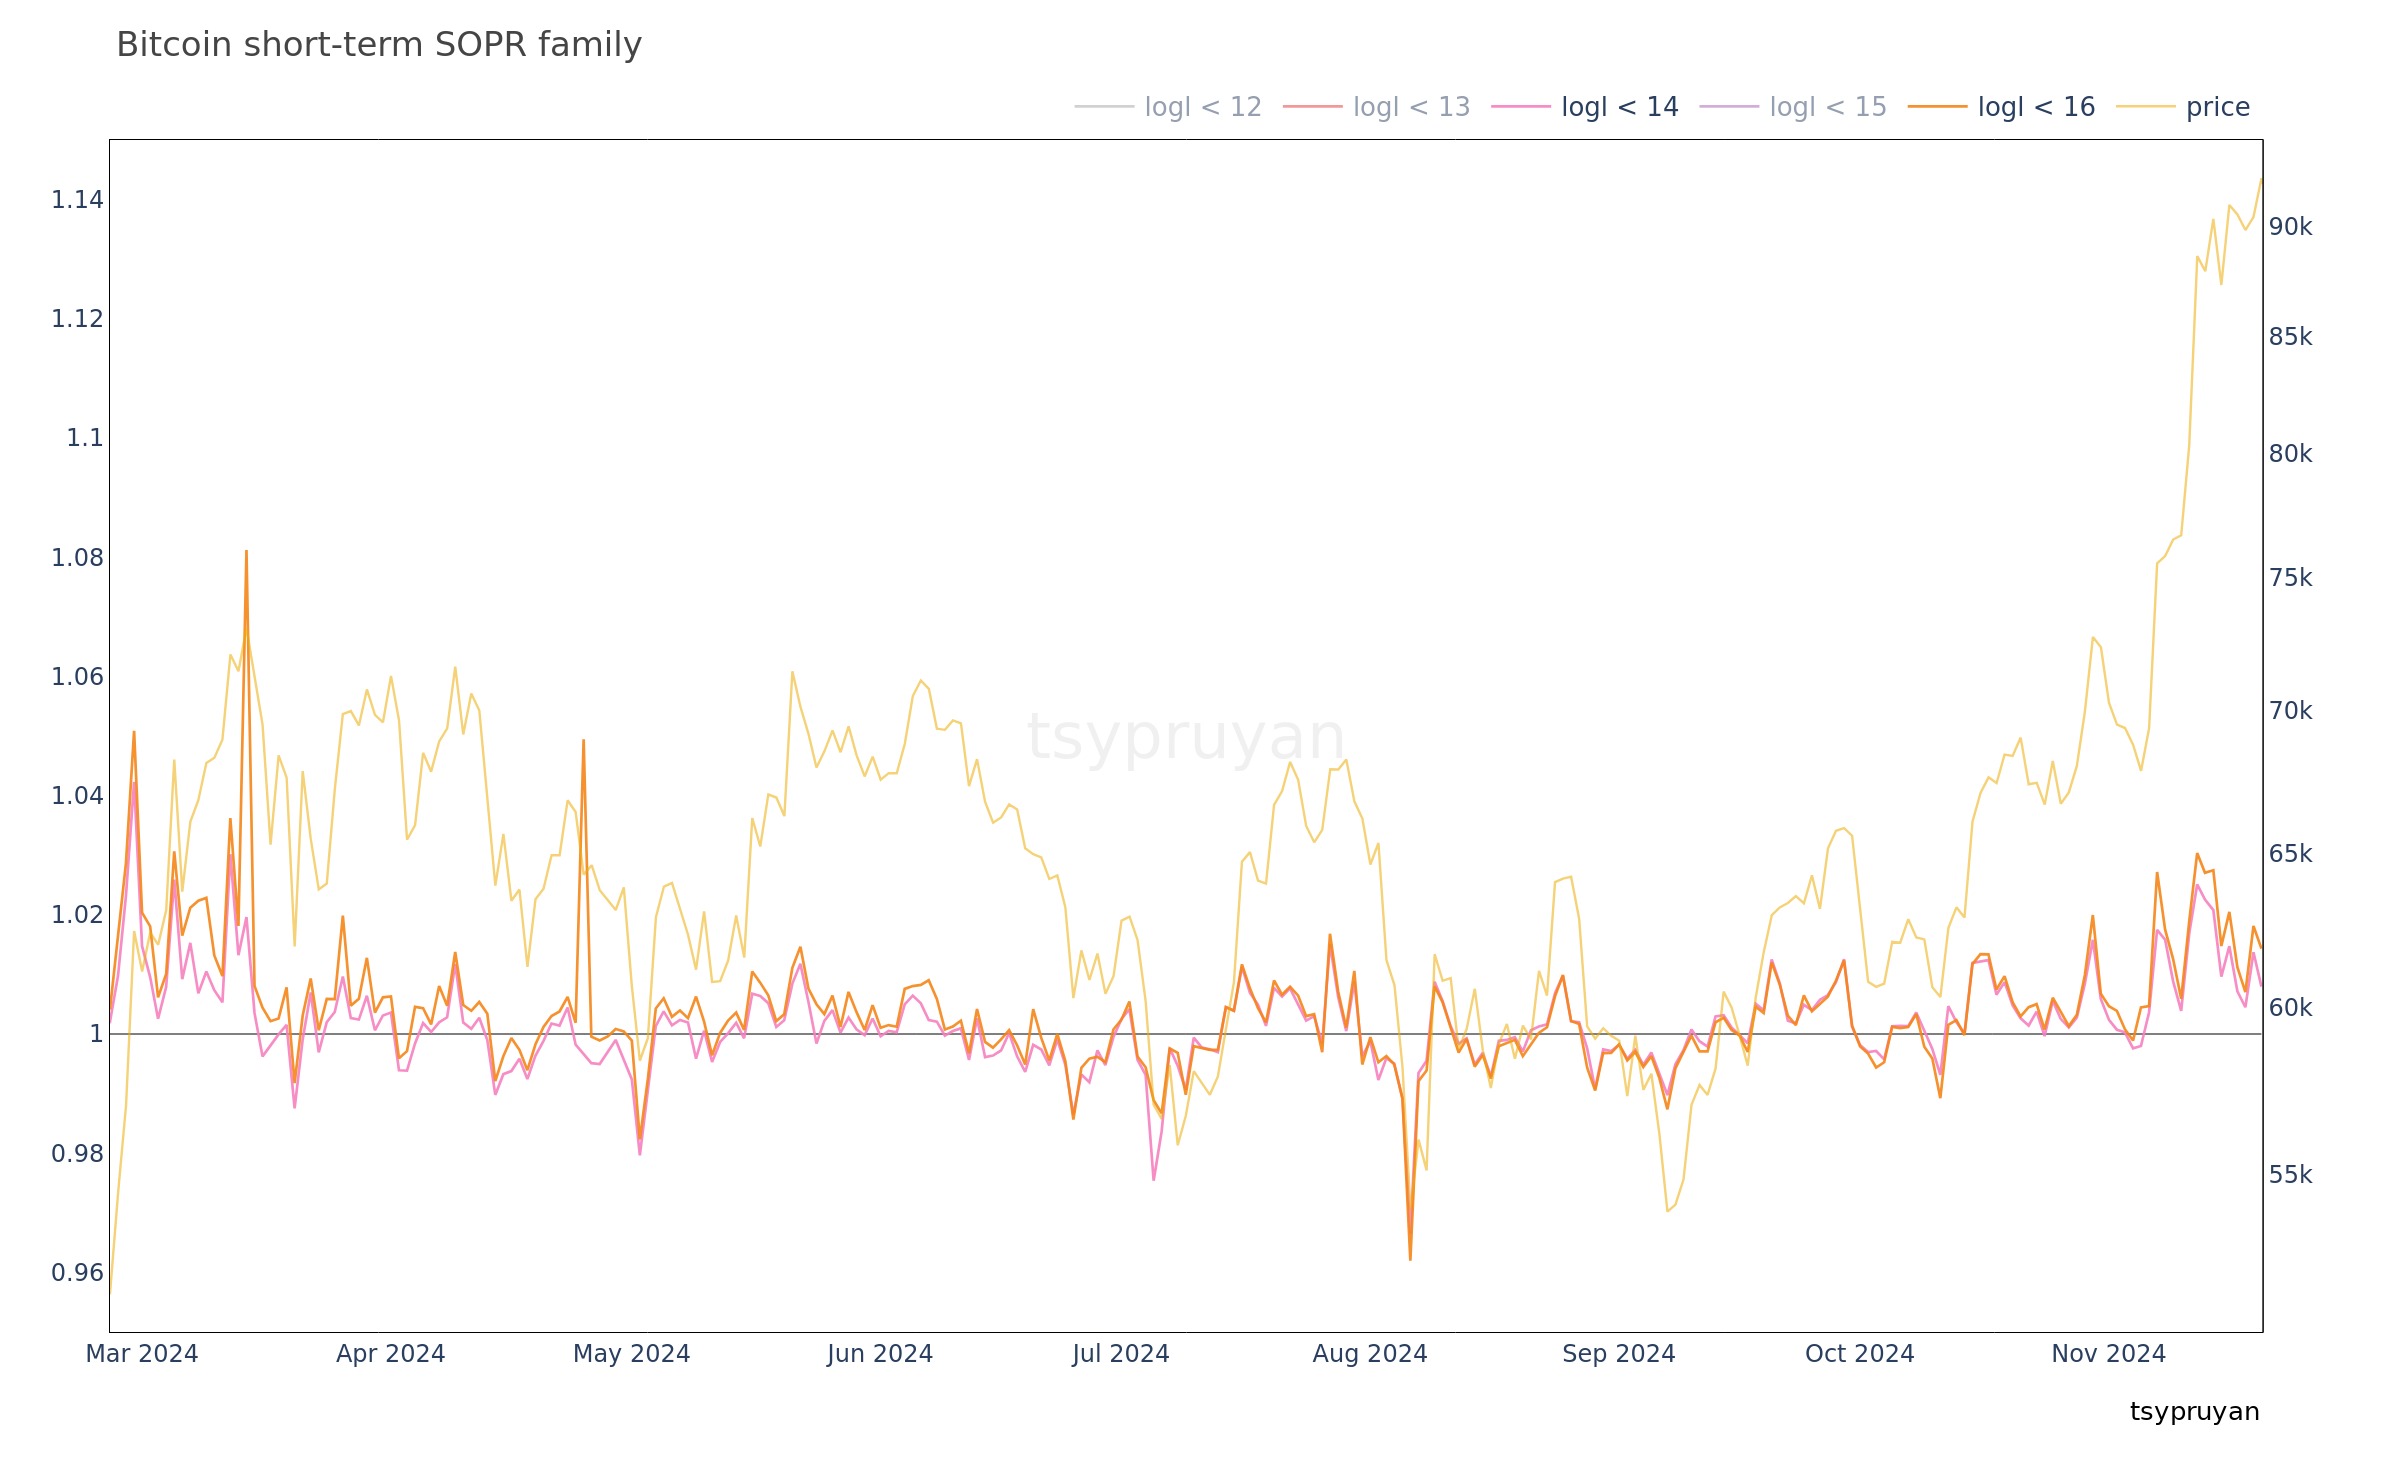 Bitcoin short-term SOPR family
logl < 12 logl < 13 logl < 14 logl < 15 logl < 16 price
1.14
1.12
1.1
1.08
1.06
1.04
1.02
1
0.98
0.96
90k
85k
80k
75k
70k
65k
60k
55k
tsypruyan
Mar 2024 Apr 2024 May 2024 Jun 2024 Jul 2024 Aug 2024 Sep 2024 Oct 2024 Nov 2024
tsypruyan